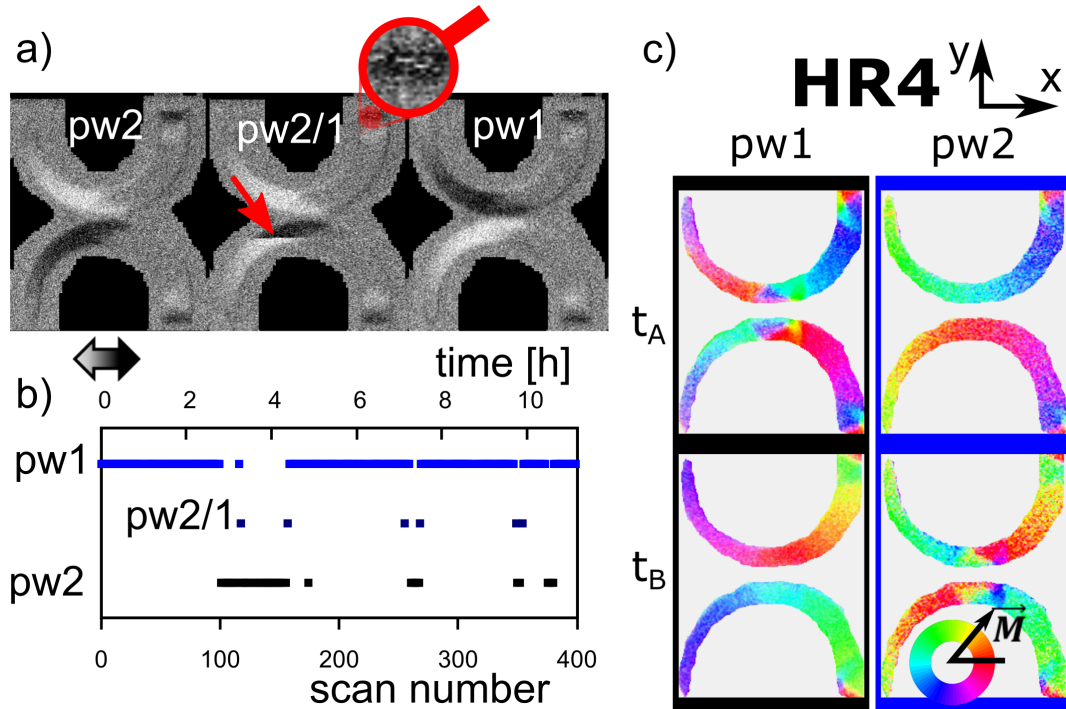 a)
pw2
pw2/1
pw1
time [h]
b)
0 2 4 6 8 10
pw1
pw2/1
pw2
0 100 200 300 400
scan number
c)
HR4
y
x
pw1 pw2
tA
tB
M